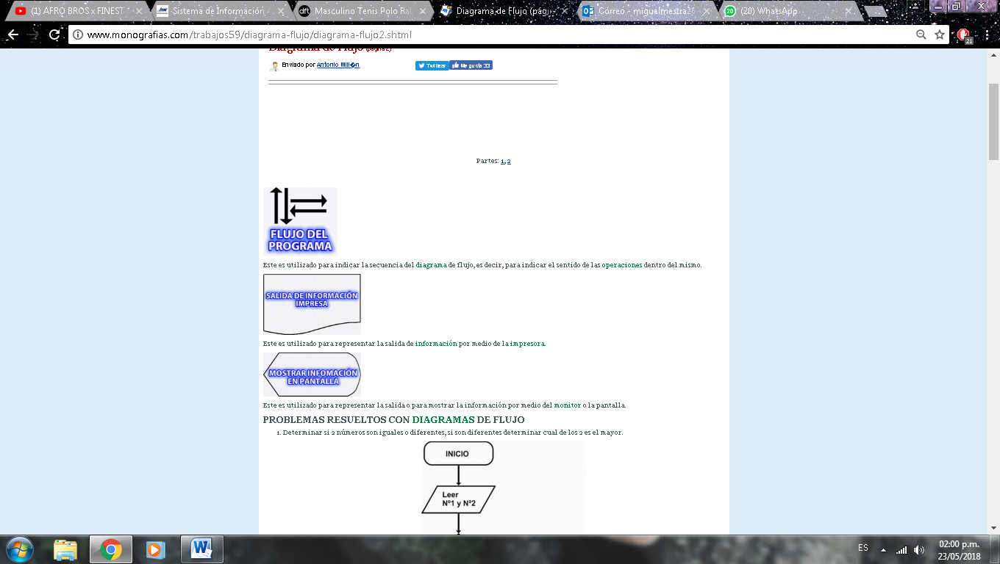 (1) AFRO BROS x FINEST
Sistema de Información
Masculino Tenis Polo Ral
Diagrama de Flujo (pági
Correo - miguelmestra2
(20) WhatsApp
www.monografias.com/trabajos59/diagrama-flujo/diagrama-flujo2.shtml
21
Diagrama de Flujo (página 2)
Enviado por Antonio Mill�n
Twittear
Me gusta 33
Partes: 1, 2
FLUJO DEL
PROGRAMA
Este es utilizado para indicar la secuencia del diagrama de flujo, es decir, para indicar el sentido de las operaciones dentro del mismo.
SALIDA DE INFORMACIÓN
IMPRESA
Este es utilizado para representar la salida de información por medio de la impresora.
MOSTRAR INFOMACIÓN
EN PANTALLA
Este es utilizado para representar la salida o para mostrar la información por medio del monitor o la pantalla.
PROBLEMAS RESUELTOS CON DIAGRAMAS DE FLUJO
1. Determinar si 2 números son iguales o diferentes, si son diferentes determinar cual de los 2 es el mayor.
INICIO
Leer
Nº1 y Nº2
ES
02:00 p.m.
23/05/2018